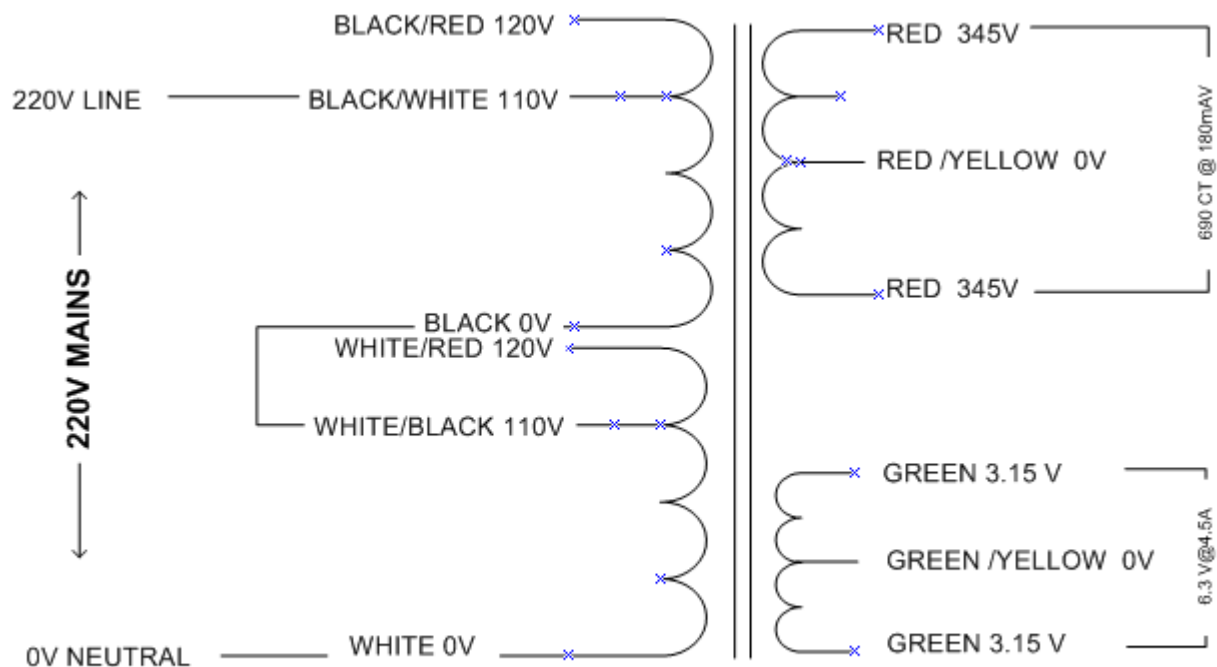 BLACK/RED 120V
RED 345V
220V LINE
BLACK/WHITE 110V
RED /YELLOW 0V
690 CT @ 180mAV
220V MAINS
RED 345V
BLACK 0V
WHITE/RED 120V
WHITE/BLACK 110V
GREEN 3.15 V
GREEN /YELLOW 0V
6.3 V@4.5A
GREEN 3.15 V
0V NEUTRAL
WHITE 0V